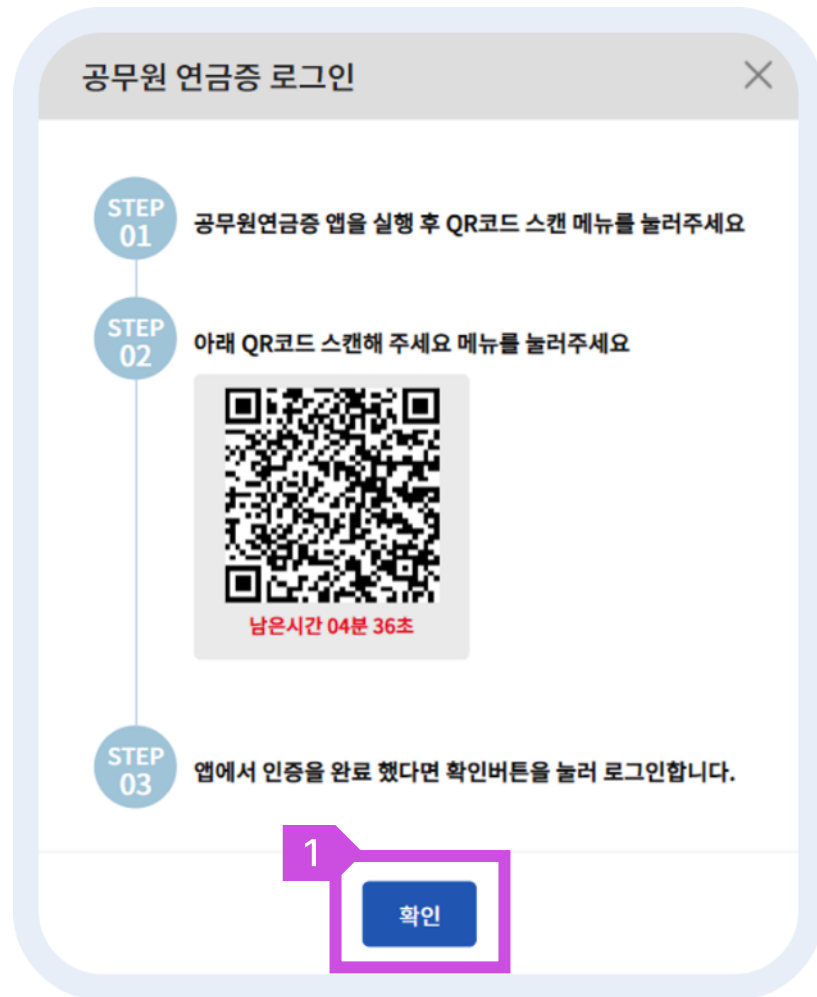 공무원 연금증 로그인
STEP
01
공무원연금증 앱을 실행 후 QR코드 스캔 메뉴를 눌러주세요
STEP
02
아래 QR코드 스캔해 주세요 메뉴를 눌러주세요
남은시간 04분 36초
STEP
03
앱에서 인증을 완료 했다면 확인버튼을 눌러 로그인합니다.
1
확인